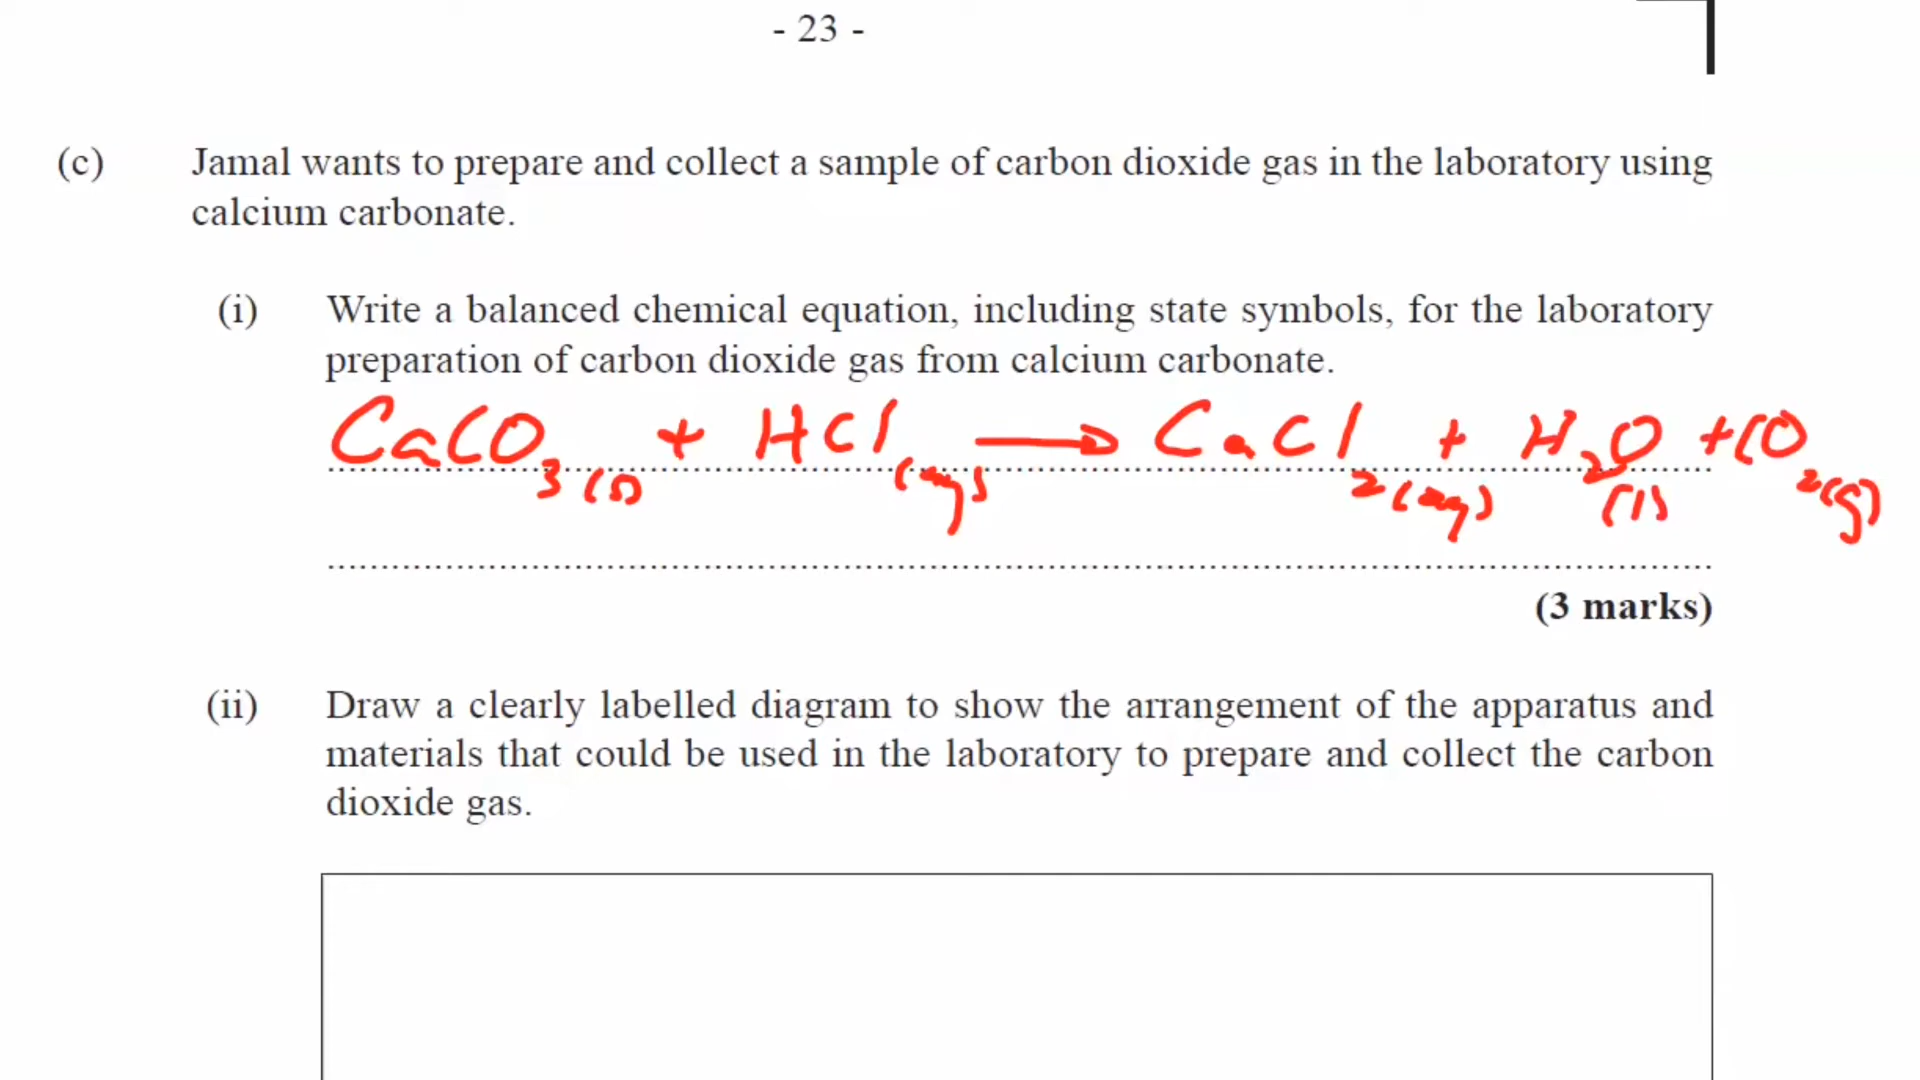 - 23 -
(c) Jamal wants to prepare and collect a sample of carbon dioxide gas in the laboratory using
calcium carbonate.
(i) Write a balanced chemical equation, including state symbols, for the laboratory
preparation of carbon dioxide gas from calcium carbonate.
CaCO₃(s) + HCl(aq) → CaCl₂(aq) + H₂O(l) + CO₂(g)
(3 marks)
(ii) Draw a clearly labelled diagram to show the arrangement of the apparatus and
materials that could be used in the laboratory to prepare and collect the carbon
dioxide gas.